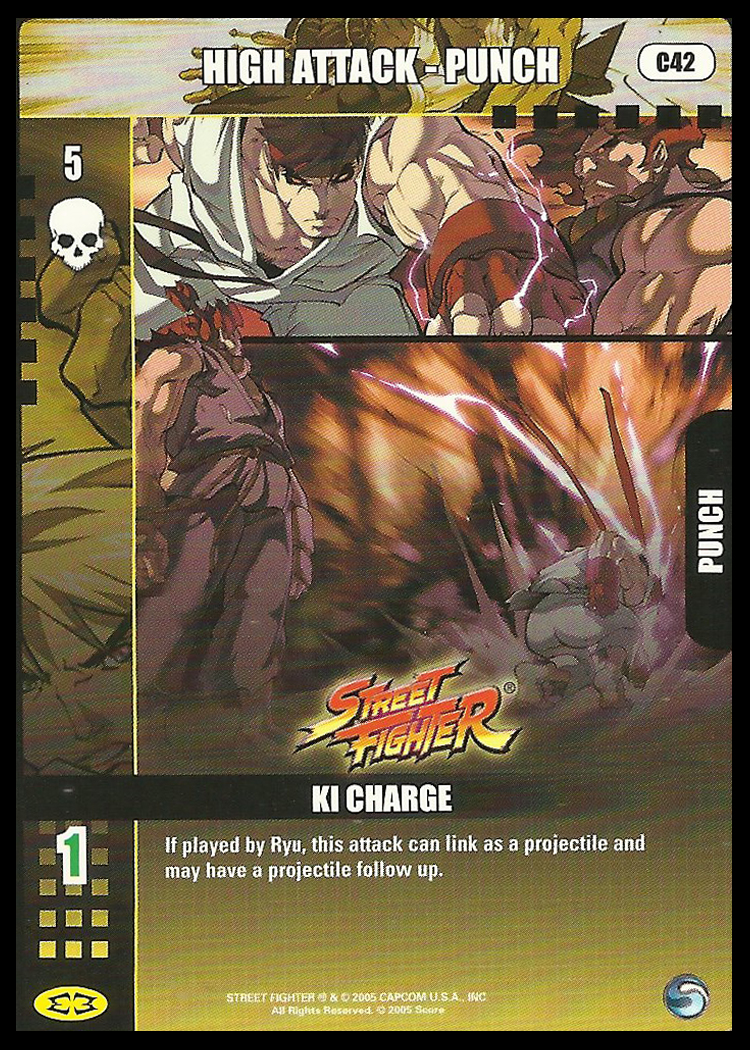 HIGH ATTACK - PUNCH
C42
5
PUNCH
STREET
FIGHTER®
KI CHARGE
1
If played by Ryu, this attack can link as a projectile and
may have a projectile follow up.
STREET FIGHTER ® & © 2005 CAPCOM U.S.A., INC
All Rights Reserved. © 2005 Score